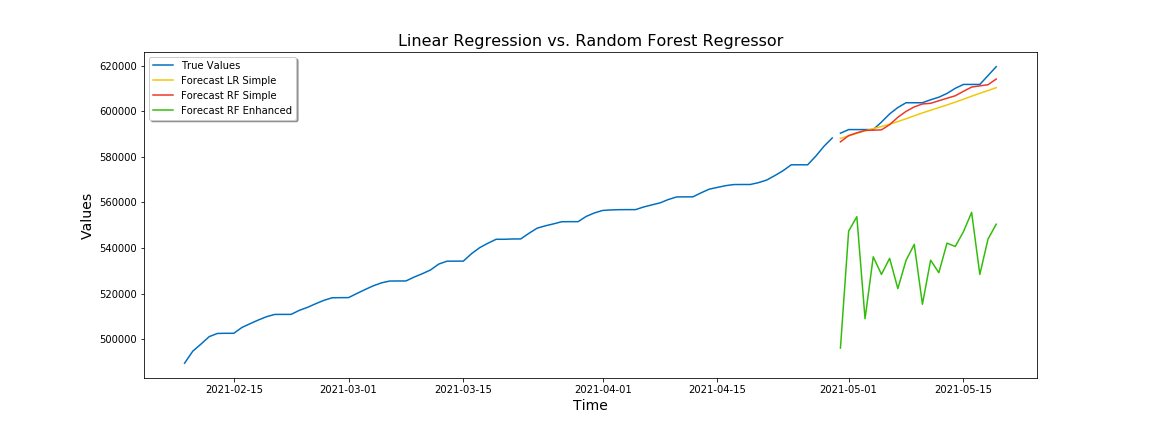 Linear Regression vs. Random Forest Regressor
True Values
Forecast LR Simple
Forecast RF Simple
Forecast RF Enhanced
Values
620000
600000
580000
560000
540000
520000
500000
2021-02-15 2021-03-01 2021-03-15 2021-04-01 2021-04-15 2021-05-01 2021-05-15
Time